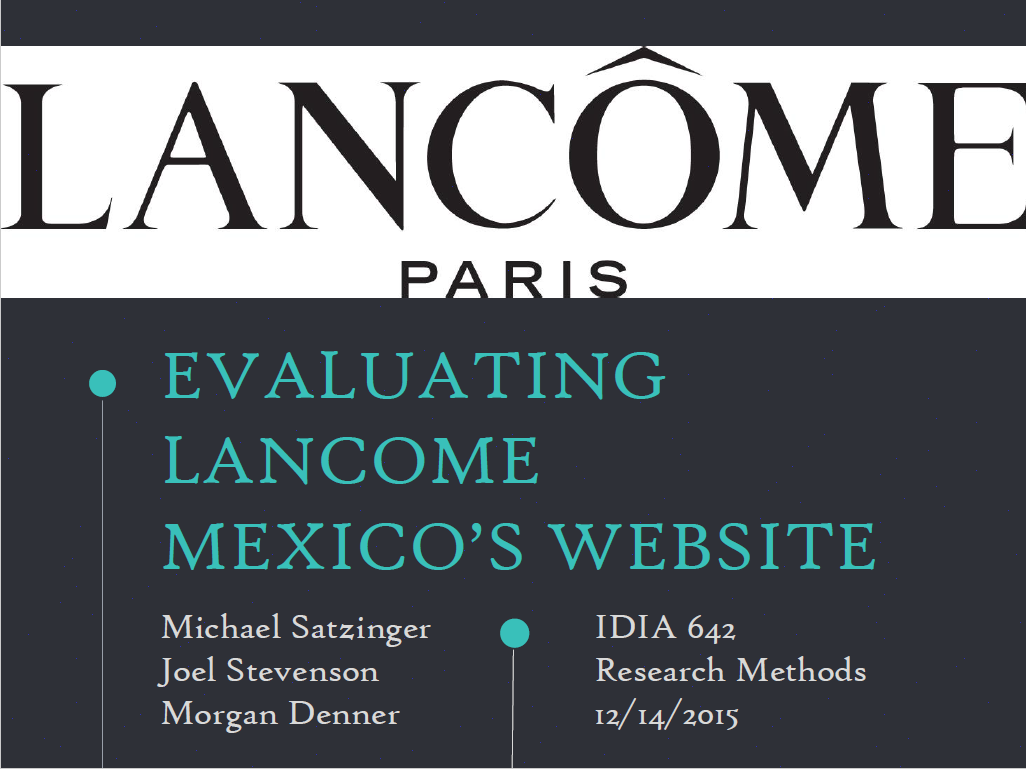 LANCÔME
PARIS
EVALUATING
LANCOME
MEXICO’S WEBSITE
Michael Satzinger
Joel Stevenson
Morgan Denner
IDIA 642
Research Methods
12/14/2015